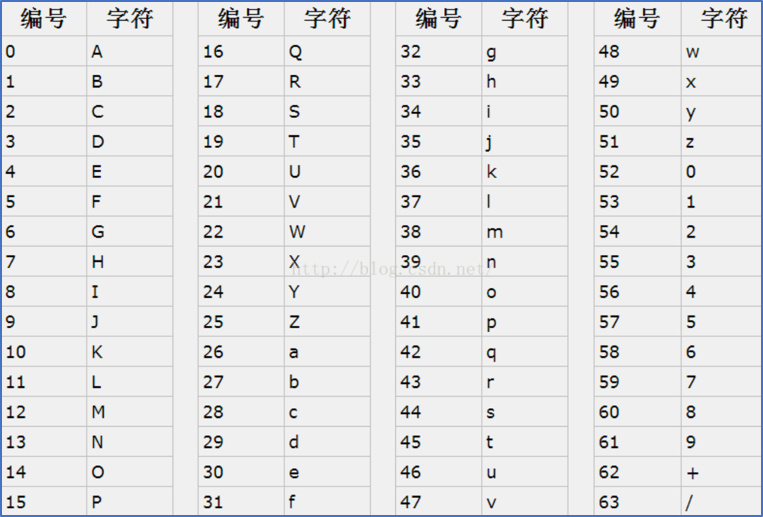 编号 字符 编号 字符 编号 字符 编号 字符
0 A 16 Q 32 g 48 w
1 B 17 R 33 h 49 x
2 C 18 S 34 i 50 y
3 D 19 T 35 j 51 z
4 E 20 U 36 k 52 0
5 F 21 V 37 l 53 1
6 G 22 W 38 m 54 2
7 H 23 X 39 n 55 3
http://blog.csdn.net/
8 I 24 Y 40 o 56 4
9 J 25 Z 41 p 57 5
10 K 26 a 42 q 58 6
11 L 27 b 43 r 59 7
12 M 28 c 44 s 60 8
13 N 29 d 45 t 61 9
14 O 30 e 46 u 62 +
15 P 31 f 47 v 63 /